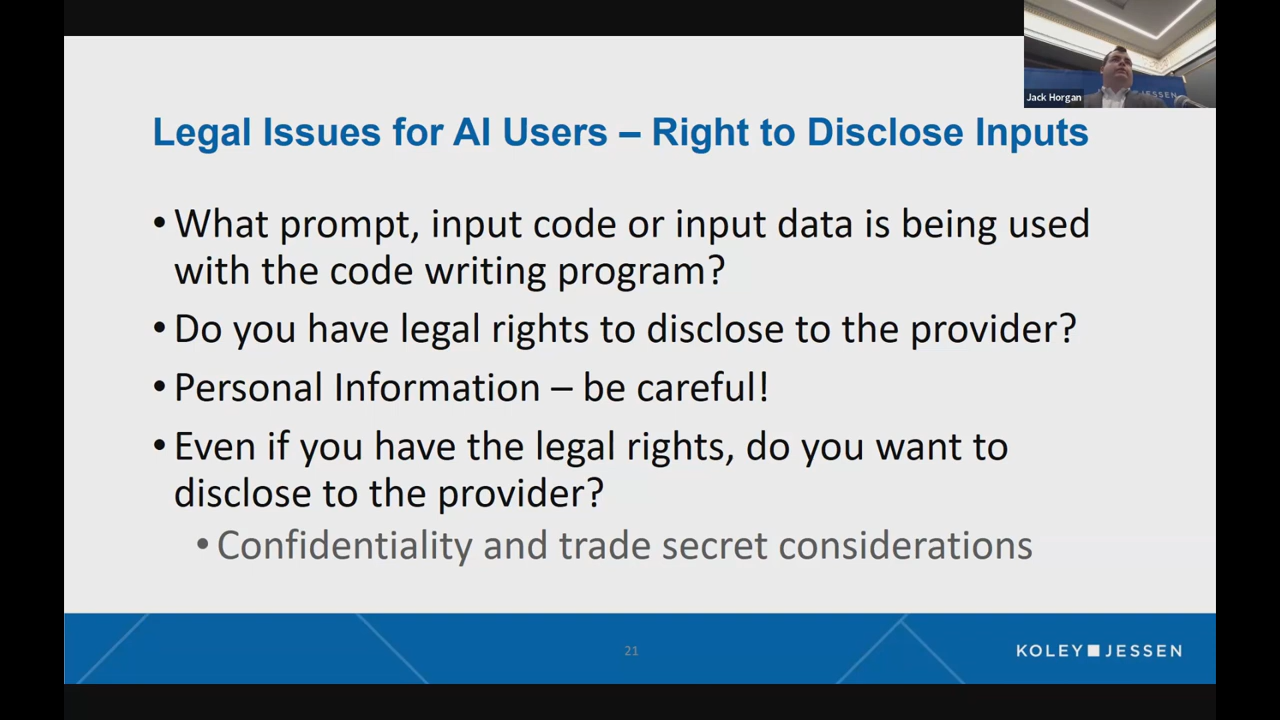 Jack Horgan
JESSEN
Legal Issues for AI Users – Right to Disclose Inputs
• What prompt, input code or input data is being used
with the code writing program?
• Do you have legal rights to disclose to the provider?
• Personal Information – be careful!
• Even if you have the legal rights, do you want to
disclose to the provider?
• Confidentiality and trade secret considerations
21
KOLEY JESSEN